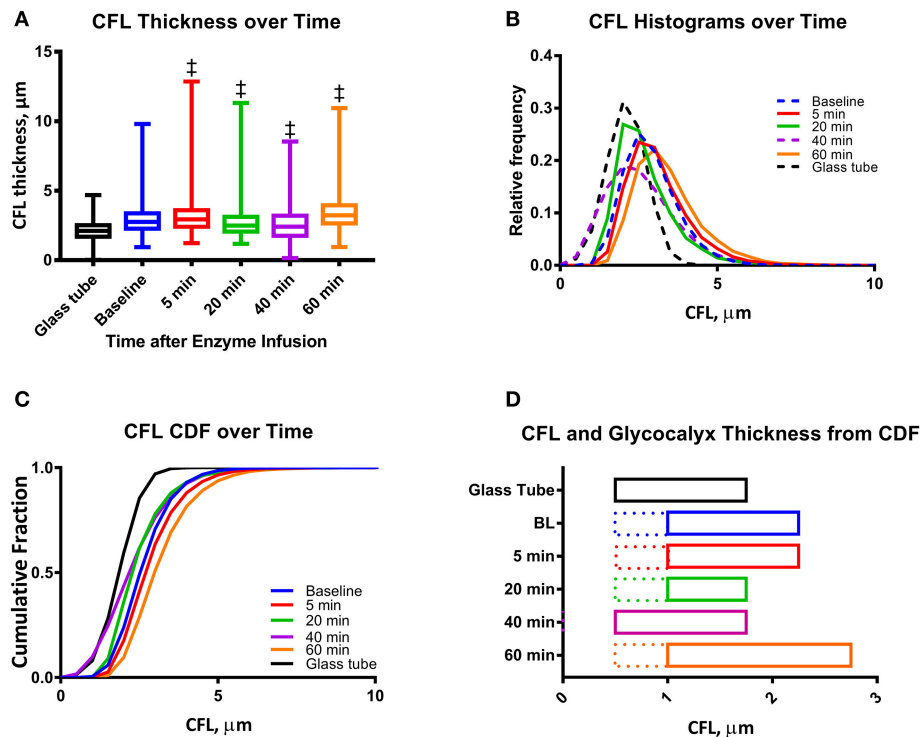 A
CFL Thickness over Time
CFL thickness, µm
15
10
5
0
‡
‡
‡
‡
Glass tube
Baseline
5 min
20 min
40 min
60 min
Time after Enzyme Infusion
B
CFL Histograms over Time
Relative frequency
0.4
0.3
0.2
0.1
0.0
Baseline
5 min
20 min
40 min
60 min
Glass tube
0
5
10
CFL, µm
C
CFL CDF over Time
Cumulative Fraction
1.0
0.5
0.0
Baseline
5 min
20 min
40 min
60 min
Glass tube
0
5
10
CFL, µm
D
CFL and Glycocalyx Thickness from CDF
Glass Tube
BL
5 min
20 min
40 min
60 min
0
1
2
3
CFL, µm